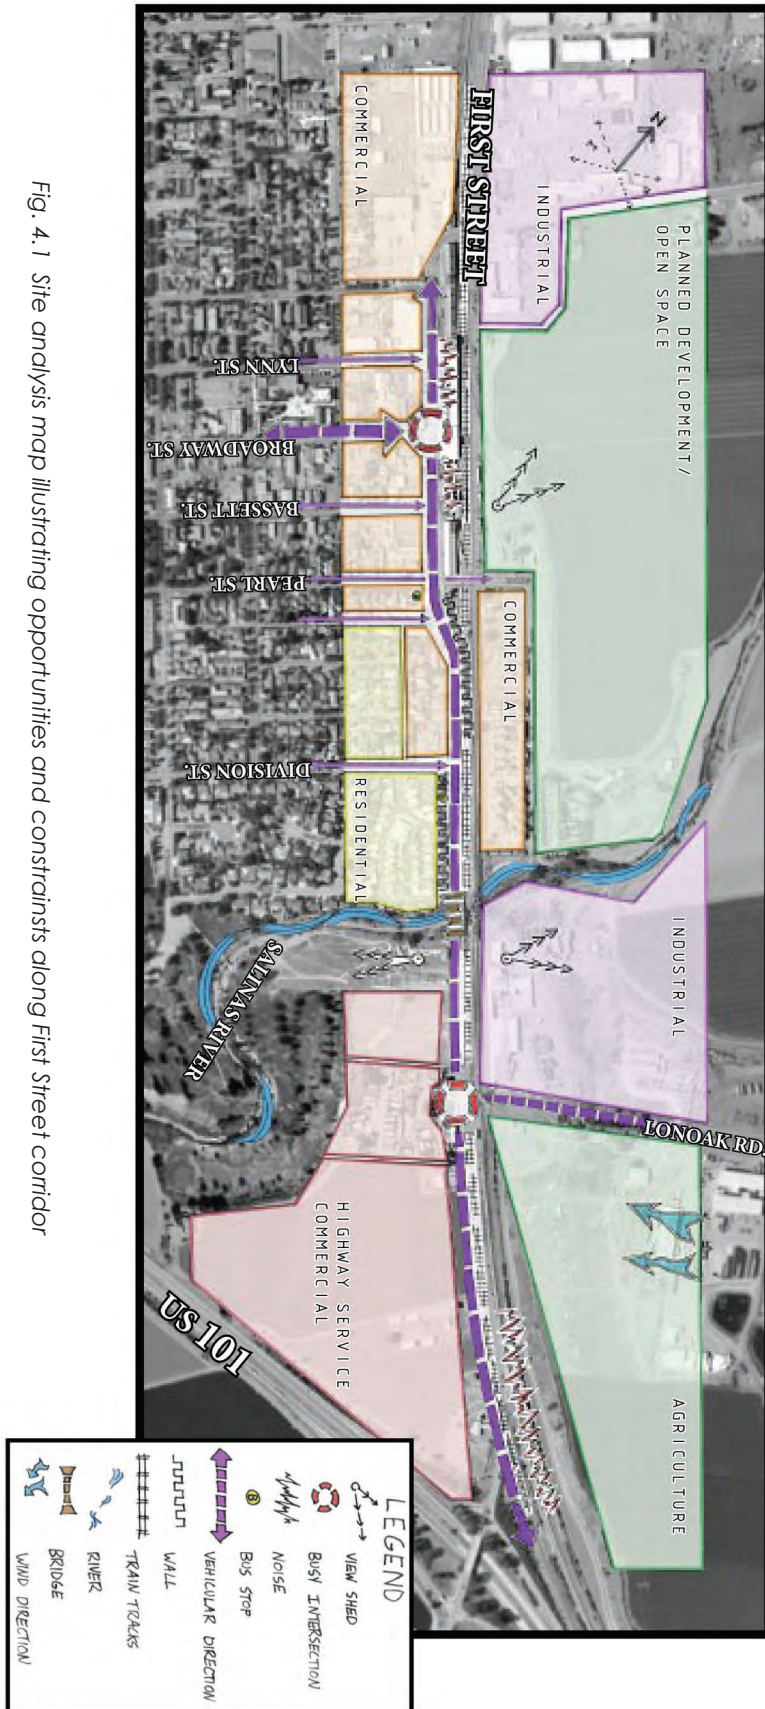 FIRST STREET
COMMERCIAL
INDUSTRIAL
N
PLANNED DEVELOPMENT/
OPEN SPACE
LYNN ST.
BROADWAY ST.
BASSETT ST.
PEARL ST.
B
COMMERCIAL
DIVISION ST.
RESIDENTIAL
SALINAS RIVER
INDUSTRIAL
LONOAK RD.
HIGHWAY SERVICE
COMMERCIAL
US 101
AGRICULTURE
LEGEND
VIEW SHED
BUSY INTERSECTION
NOISE
B
BUS STOP
VEHICULAR DIRECTION
WALL
TRAIN TRACKS
RIVER
BRIDGE
WIND DIRECTION
Fig. 4.1 Site analysis map illustrating opportunities and constrainsts along First Street corridor